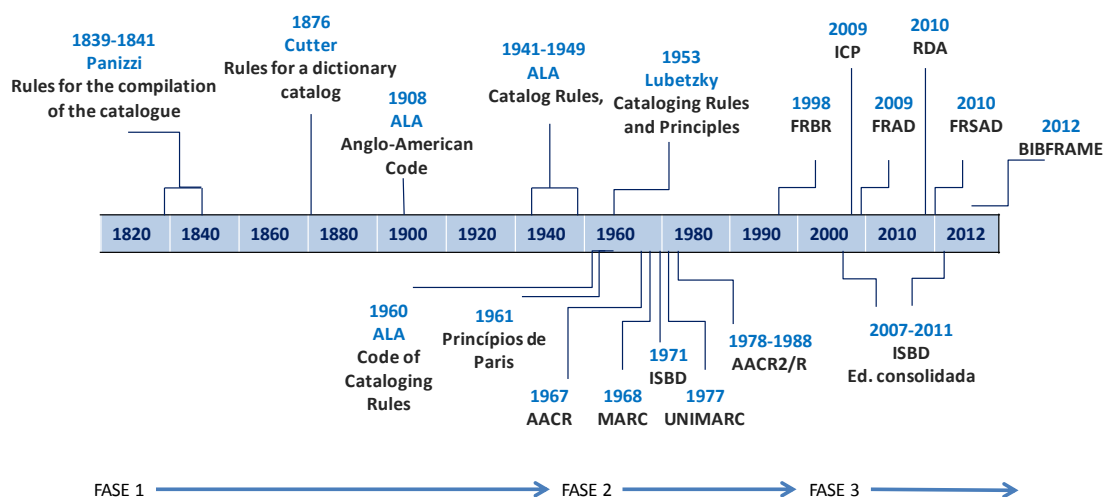 1839-1841
Panizzi
Rules for the compilation
of the catalogue
1876
Cutter
Rules for a dictionary
catalog
1908
ALA
Anglo-American
Code
1941-1949
ALA
Catalog Rules,
1953
Lubetzky
Cataloging Rules
and Principles
1998
FRBR
2009
ICP
2009
FRAD
2010
RDA
2010
FRSAD
2012
BIBFRAME
1820 1840 1860 1880 1900 1920 1940 1960 1980 1990 2000 2010 2012
1960
ALA
Code of
Cataloging
Rules
1961
Princípios de
Paris
1967
AACR
1968
MARC
1971
ISBD
1977
UNIMARC
1978-1988
AACR2/R
2007-2011
ISBD
Ed. consolidada
FASE 1 FASE 2 FASE 3